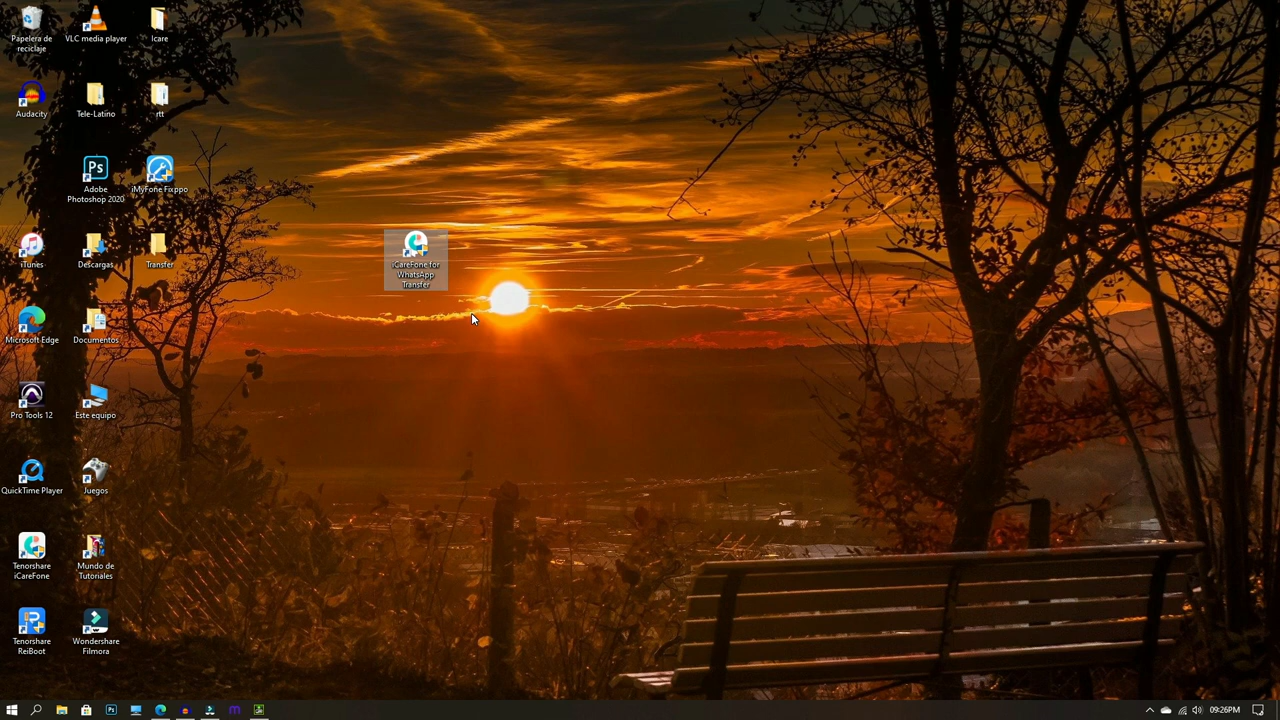 Papelera de
reciclaje
VLC media player
Icare
Audacity
Tele-Latino
rtt
Ps
Adobe
Photoshop 2020
iMyFone Fixppo
iTunes
Descargas
Transfer
iCareFone for
WhatsApp
Transfer
Microsoft Edge
Documentos
Pro Tools 12
Este equipo
QuickTime Player
Juegos
Tenorshare
iCareFone
Mundo de
Tutoriales
Tenorshare
ReiBoot
Wondershare
Filmora
09:26PM